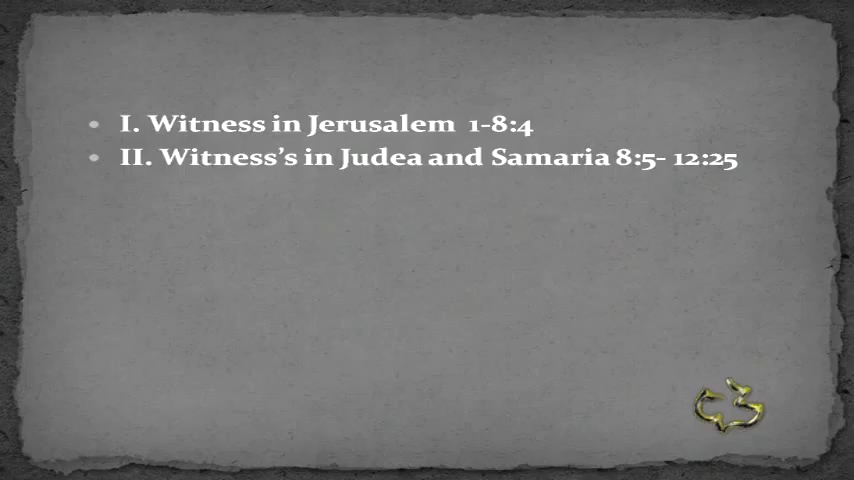 • I. Witness in Jerusalem 1-8:4
• II. Witness's in Judea and Samaria 8:5- 12:25